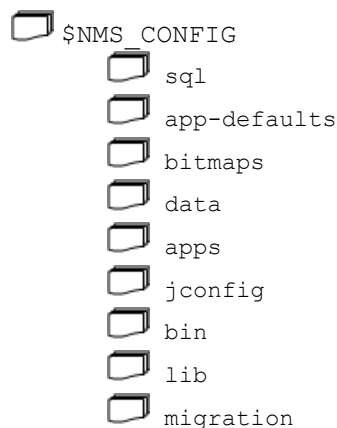 $NMS_CONFIG
sql
app-defaults
bitmaps
data
apps
jconfig
bin
lib
migration